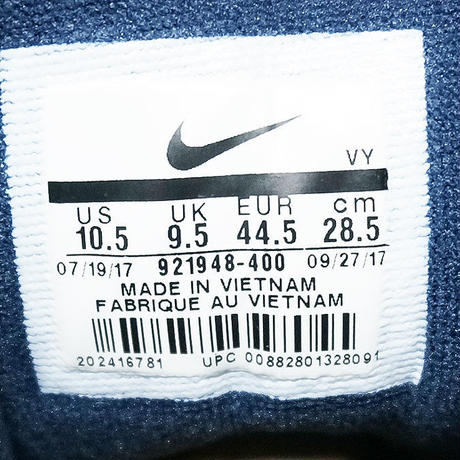 VY
US UK EUR cm
10.5 9.5 44.5 28.5
07/19/17 921948-400 09/27/17
MADE IN VIETNAM
FABRIQUE AU VIETNAM
202416781 UPC 00882801328091